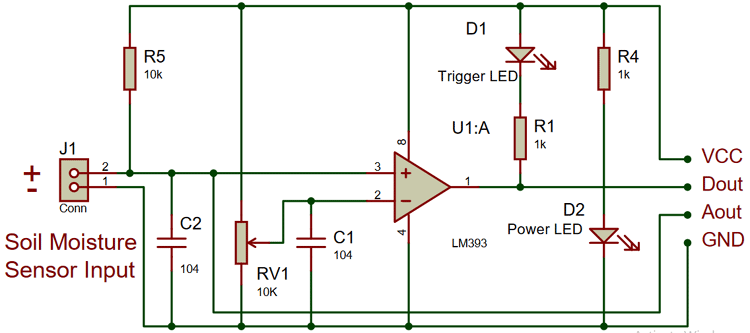 D1
R5
10k
Trigger LED
R4
1k
J1
U1:A
R1
1k
8
VCC
+
-
2
1
3
2
1
Dout
Conn
4
D2
Aout
Soil Moisture
Sensor Input
C2
104
C1
104
LM393
Power LED
GND
RV1
10K